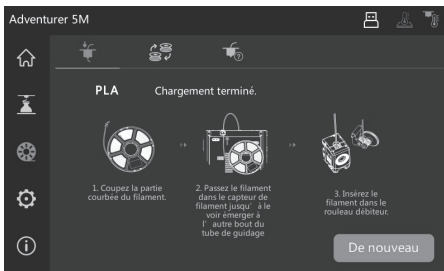 Adventurer 5M
PLA Chargement terminé.
1. Coupez la partie
courbée du filament.
2. Passez le filament
dans le capteur de
filament jusqu' à le
voir émerger à
l' autre bout du
tube de guidage
3. Insérez le
filament dans le
rouleau débiteur.
De nouveau